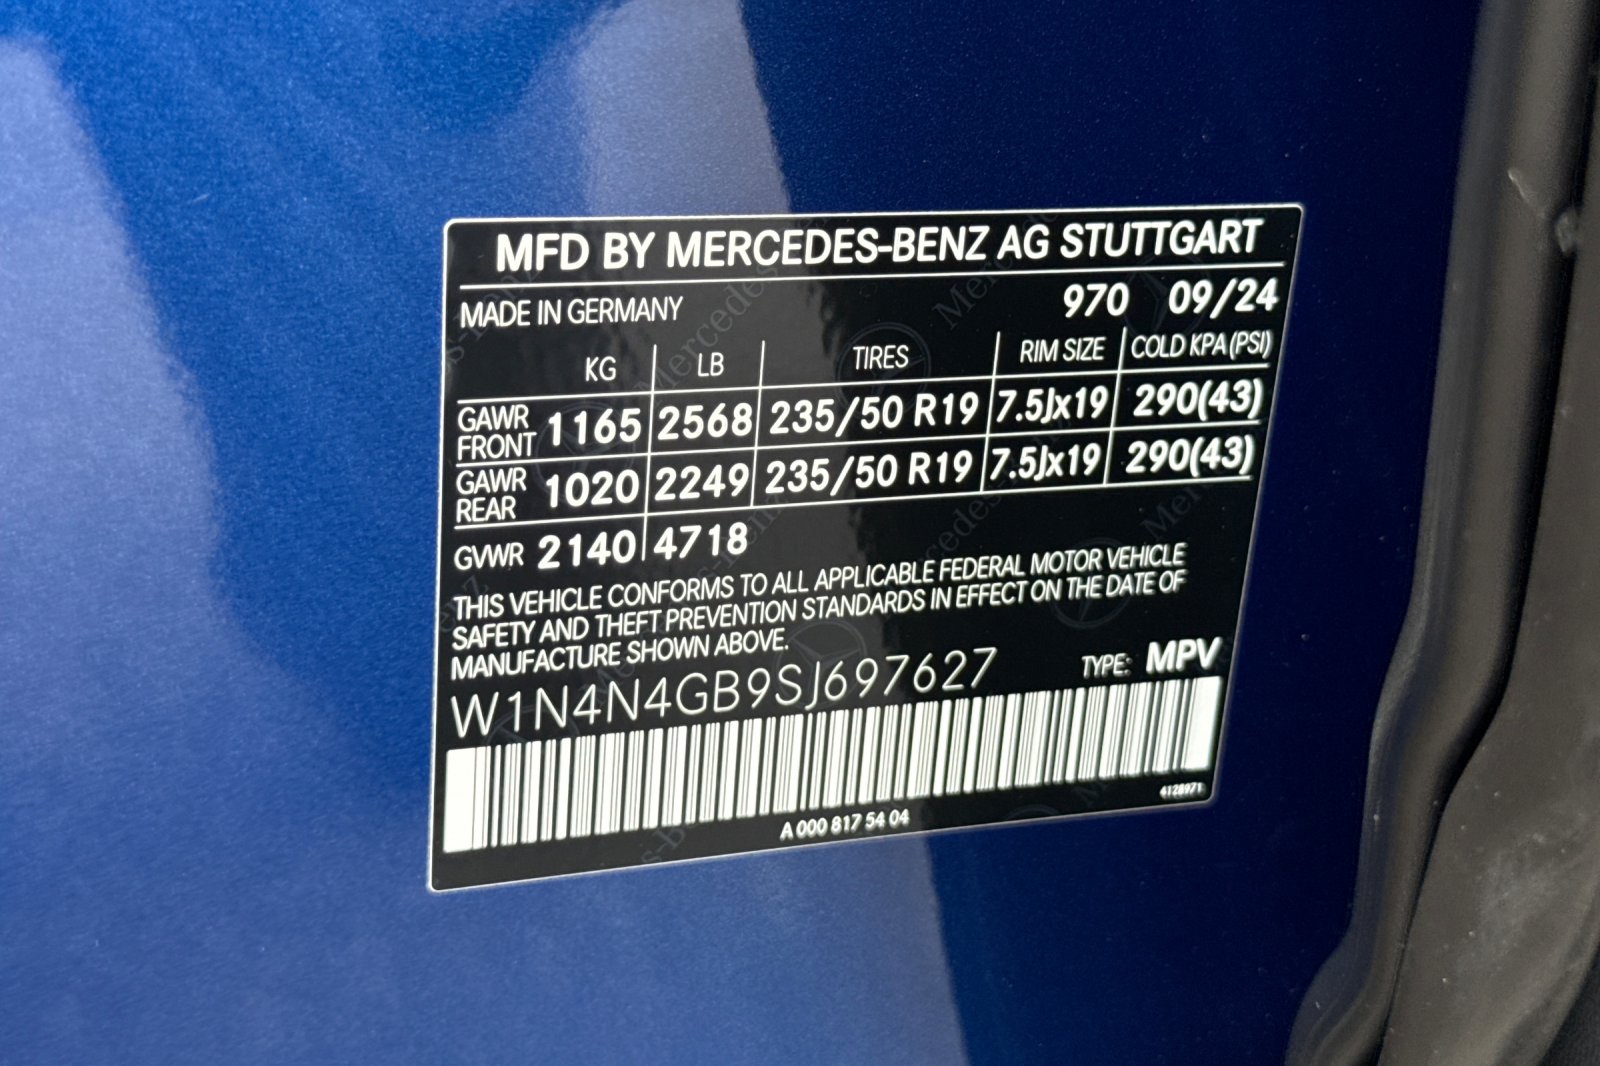 MFD BY MERCEDES-BENZ AG STUTTGART
MADE IN GERMANY 970 09/24
KG LB TIRES RIM SIZE COLD KPA(PSI)
GAWR FRONT 1165 2568 235/50 R19 7.5Jx19 290(43)
GAWR REAR 1020 2249 235/50 R19 7.5Jx19 290(43)
GVWR 2140 4718
THIS VEHICLE CONFORMS TO ALL APPLICABLE FEDERAL MOTOR VEHICLE
SAFETY AND THEFT PREVENTION STANDARDS IN EFFECT ON THE DATE OF
MANUFACTURE SHOWN ABOVE.
W1N4N4GB9SJ697627 TYPE: MPV
4128971
A 000 817 54 04